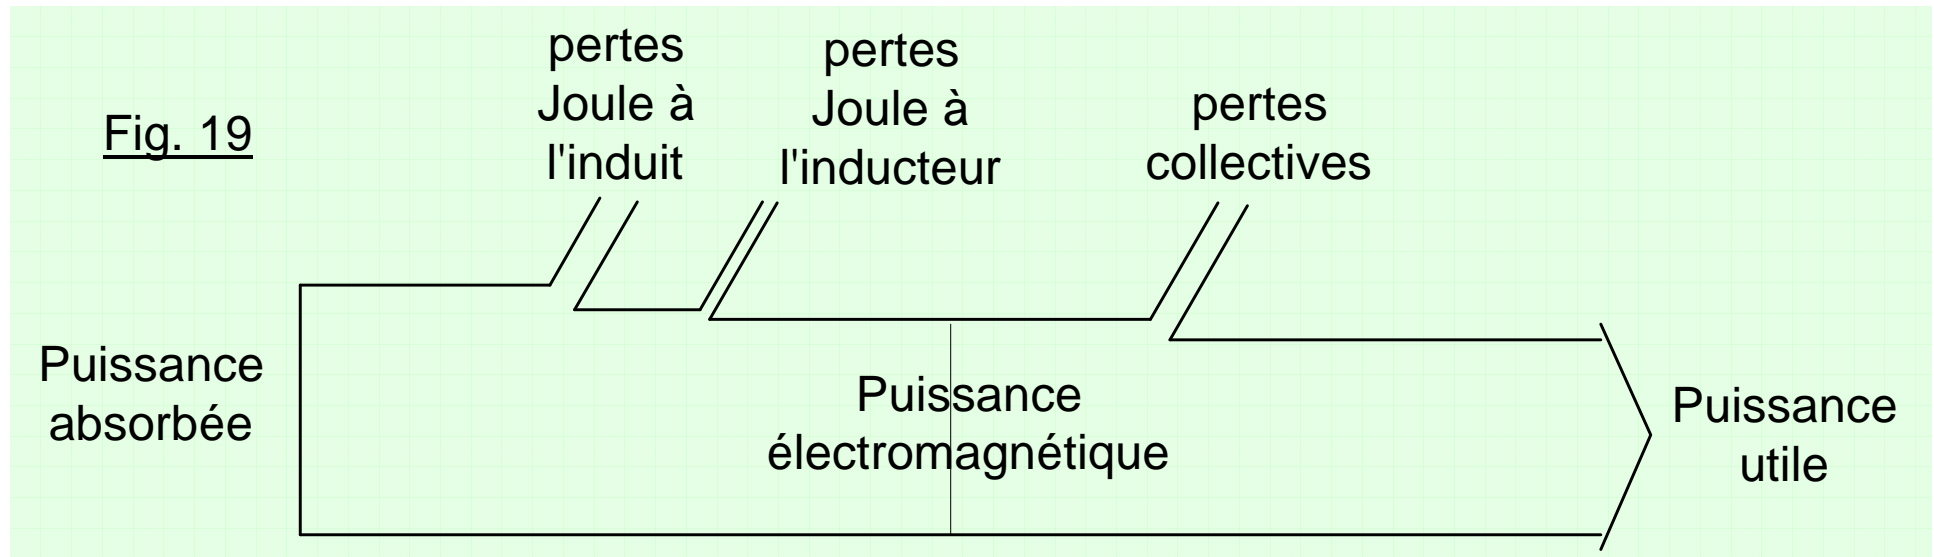 Fig. 19
pertes
Joule à
l'induit
pertes
Joule à
l'inducteur
pertes
collectives
Puissance
absorbée
Puissance
électromagnétique
Puissance
utile